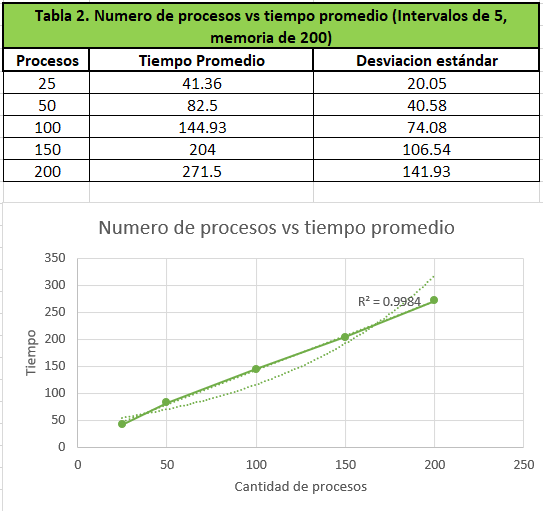 Tabla 2. Numero de procesos vs tiempo promedio (Intervalos de 5,
memoria de 200)
Procesos Tiempo Promedio Desviacion estándar
25 41.36 20.05
50 82.5 40.58
100 144.93 74.08
150 204 106.54
200 271.5 141.93
Numero de procesos vs tiempo promedio
350
300
250
200
150
100
50
0
R² = 0.9984
Tiempo
0 50 100 150 200 250
Cantidad de procesos